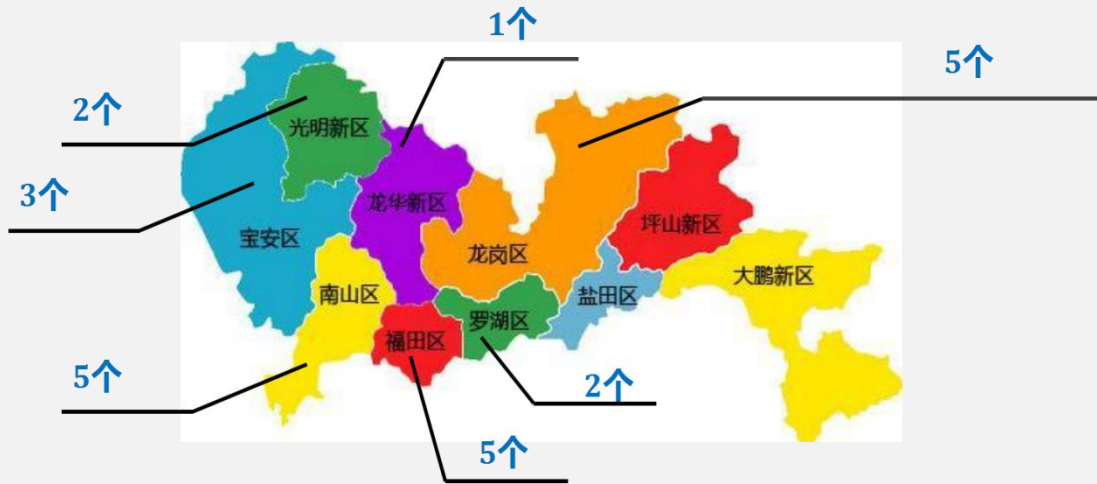 1个
5个
2个
光明新区
3个
龙华新区
坪山新区
宝安区
龙岗区
大鹏新区
南山区
盐田区
罗湖区
福田区
5个
2个
5个